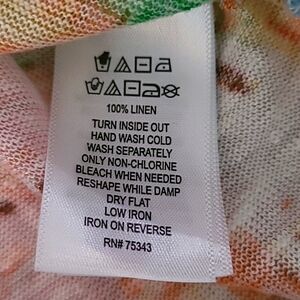 100% LINEN
TURN INSIDE OUT
HAND WASH COLD
WASH SEPARATELY
ONLY NON-CHLORINE
BLEACH WHEN NEEDED
RESHAPE WHILE DAMP
DRY FLAT
LOW IRON
IRON ON REVERSE
RN# 75343